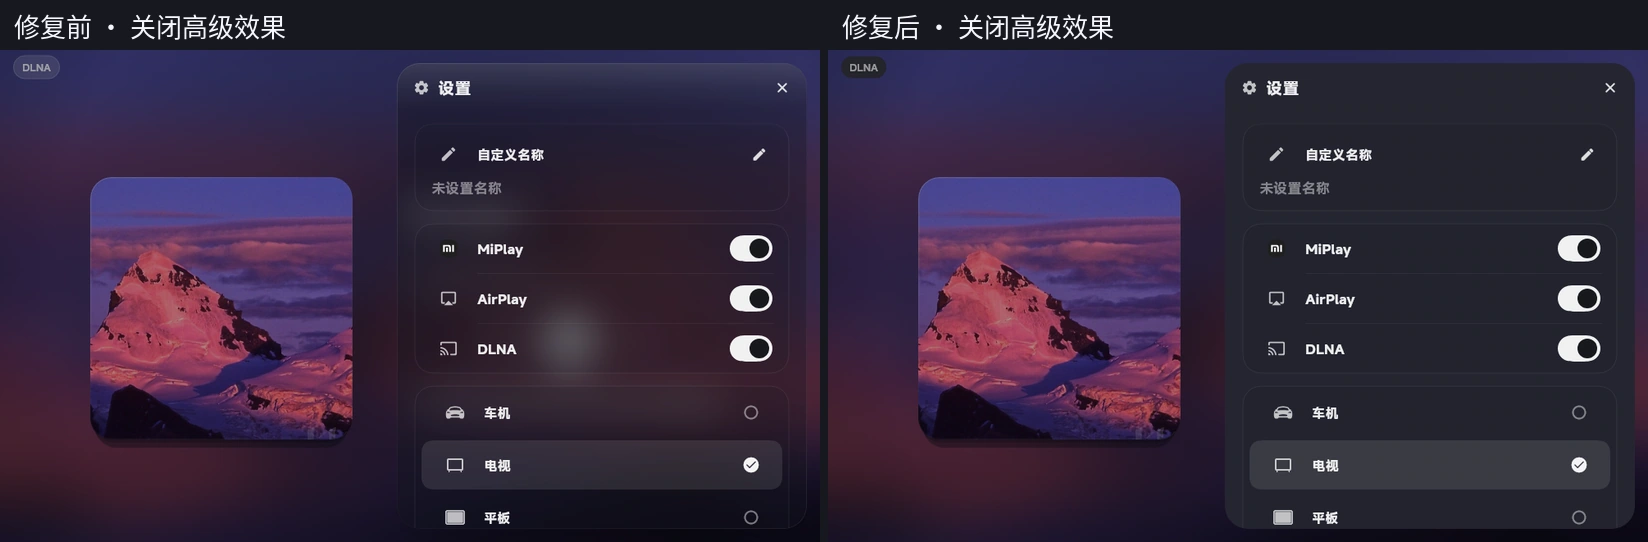 修复前 • 关闭高级效果
DLNA
设置
自定义名称
未设置名称
mi MiPlay
AirPlay
DLNA
车机
电视
平板
修复后 • 关闭高级效果
DLNA
设置
自定义名称
未设置名称
mi MiPlay
AirPlay
DLNA
车机
电视
平板